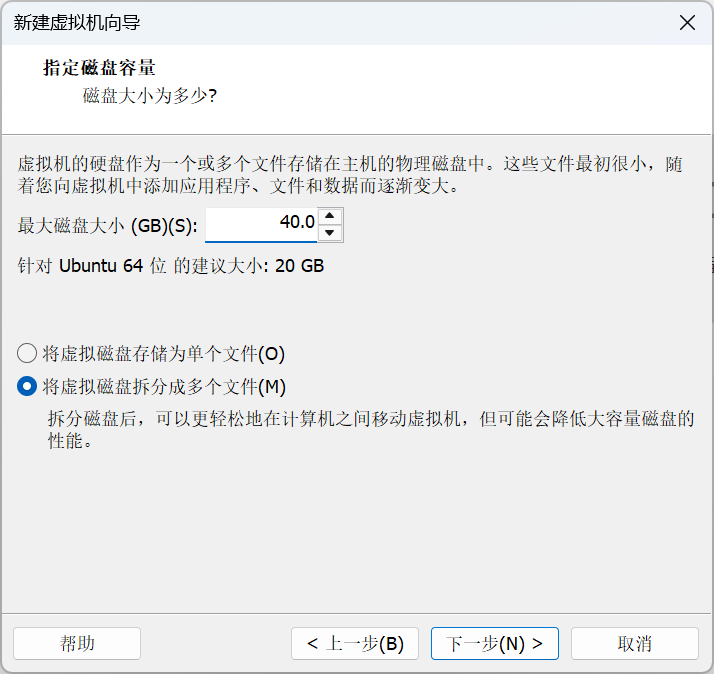 新建虚拟机向导
指定磁盘容量
磁盘大小为多少?
虚拟机的硬盘作为一个或多个文件存储在主机的物理磁盘中。这些文件最初很小，随
着您向虚拟机中添加应用程序、文件和数据而逐渐变大。
最大磁盘大小 (GB)(S): 40.0
针对 Ubuntu 64 位 的建议大小: 20 GB
将虚拟磁盘存储为单个文件(O)
将虚拟磁盘拆分成多个文件(M)
拆分磁盘后，可以更轻松地在计算机之间移动虚拟机，但可能会降低大容量磁盘的
性能。
帮助 < 上一步(B) 下一步(N) > 取消